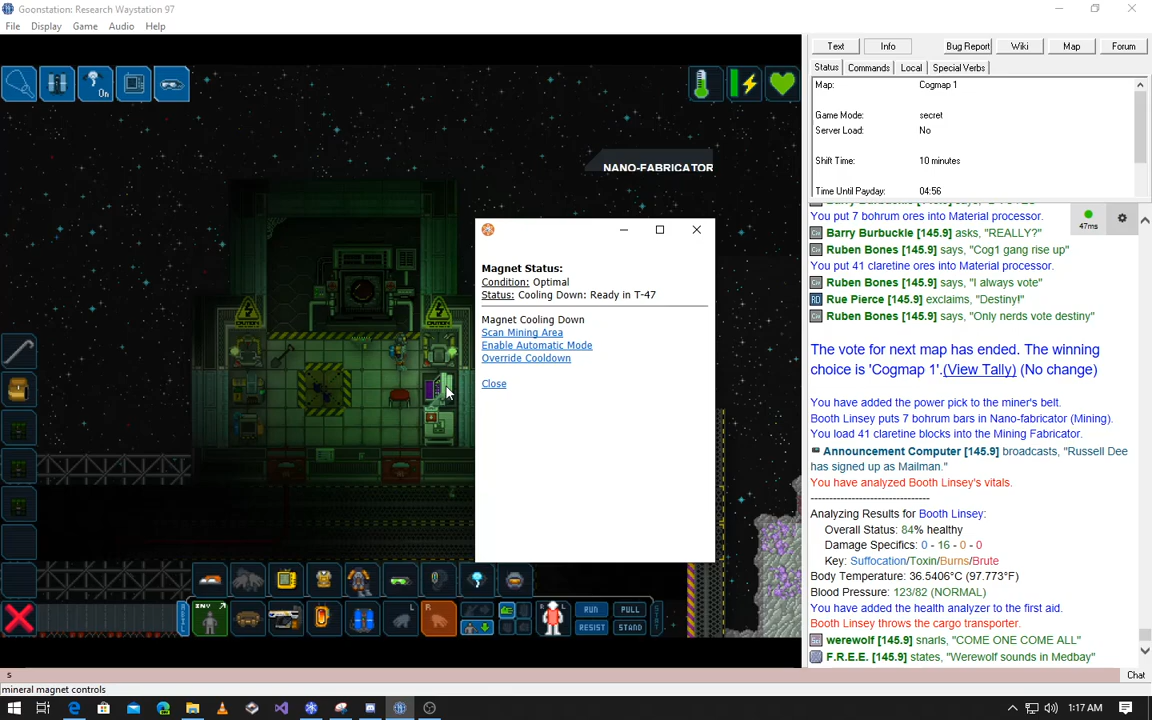 Goonstation: Research Waystation 97
File Display Game Audio Help
On
NANO-FABRICATOR
CAUTION
CAUTION
Magnet Status:
Condition: Optimal
Status: Cooling Down: Ready in T-47
Magnet Cooling Down
Scan Mining Area
Enable Automatic Mode
Override Cooldown
Close
INV
L
R
R L
RUN PULL
RESIST STAND
Text Info Bug Report Wiki Map Forum
Status Commands Local Special Verbs
Map: Cogmap 1
Game Mode: secret
Server Load: No
Shift Time: 10 minutes
Time Until Payday: 04:56
47ms
You put 7 bohrum ores into Material processor.
Barry Burbuckle [145.9] asks, "REALLY?"
Ruben Bones [145.9] says, "Cog1 gang rise up"
You put 41 claretine ores into Material processor.
Ruben Bones [145.9] says, "I always vote"
RD Rue Pierce [145.9] exclaims, "Destiny!"
Ruben Bones [145.9] says, "Only nerds vote destiny"
The vote for next map has ended. The winning
choice is 'Cogmap 1'.(View Tally) (No change)
You have added the power pick to the miner's belt.
Booth Linsey puts 7 bohrum bars in Nano-fabricator (Mining).
You load 41 claretine blocks into the Mining Fabricator.
Announcement Computer [145.9] broadcasts, "Russell Dee
has signed up as Mailman."
You have analyzed Booth Linsey's vitals.
--------------------------------
Analyzing Results for Booth Linsey:
Overall Status: 84% healthy
Damage Specifics: 0 - 16 - 0 - 0
Key: Suffocation/Toxin/Burns/Brute
Body Temperature: 36.5406°C (97.773°F)
Blood Pressure: 123/82 (NORMAL)
You have added the health analyzer to the first aid.
Booth Linsey throws the cargo transporter.
Sci werewolf [145.9] snarls, "COME ONE COME ALL"
F.R.E.E. [145.9] states, "Werewolf sounds in Medbay"
s
Chat
mineral magnet controls
1:17 AM